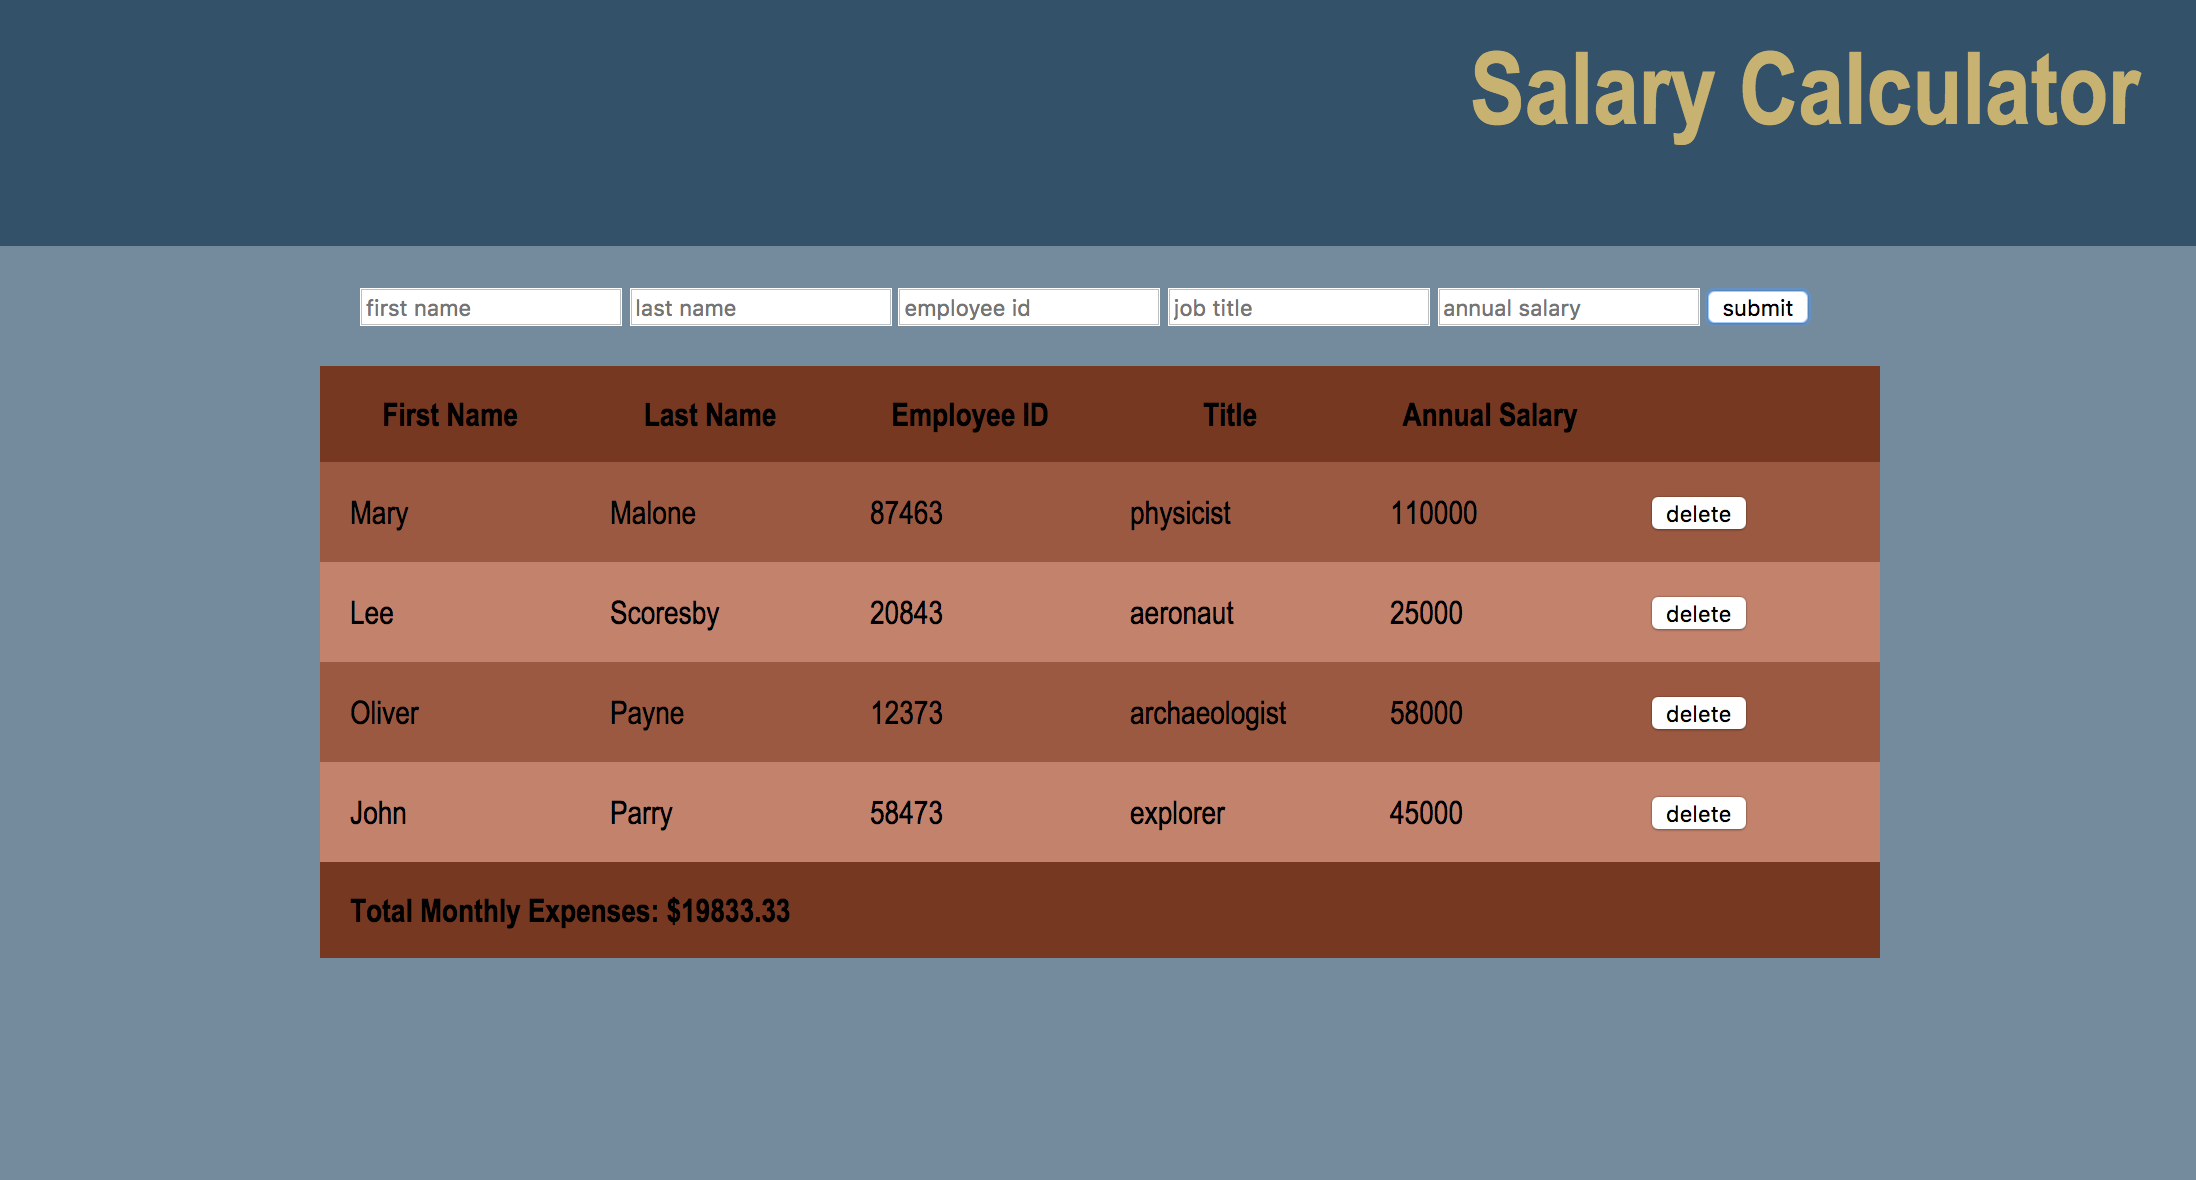 Salary Calculator
first name last name employee id job title annual salary submit
First Name Last Name Employee ID Title Annual Salary
Mary Malone 87463 physicist 110000 delete
Lee Scoresby 20843 aeronaut 25000 delete
Oliver Payne 12373 archaeologist 58000 delete
John Parry 58473 explorer 45000 delete
Total Monthly Expenses: $19833.33